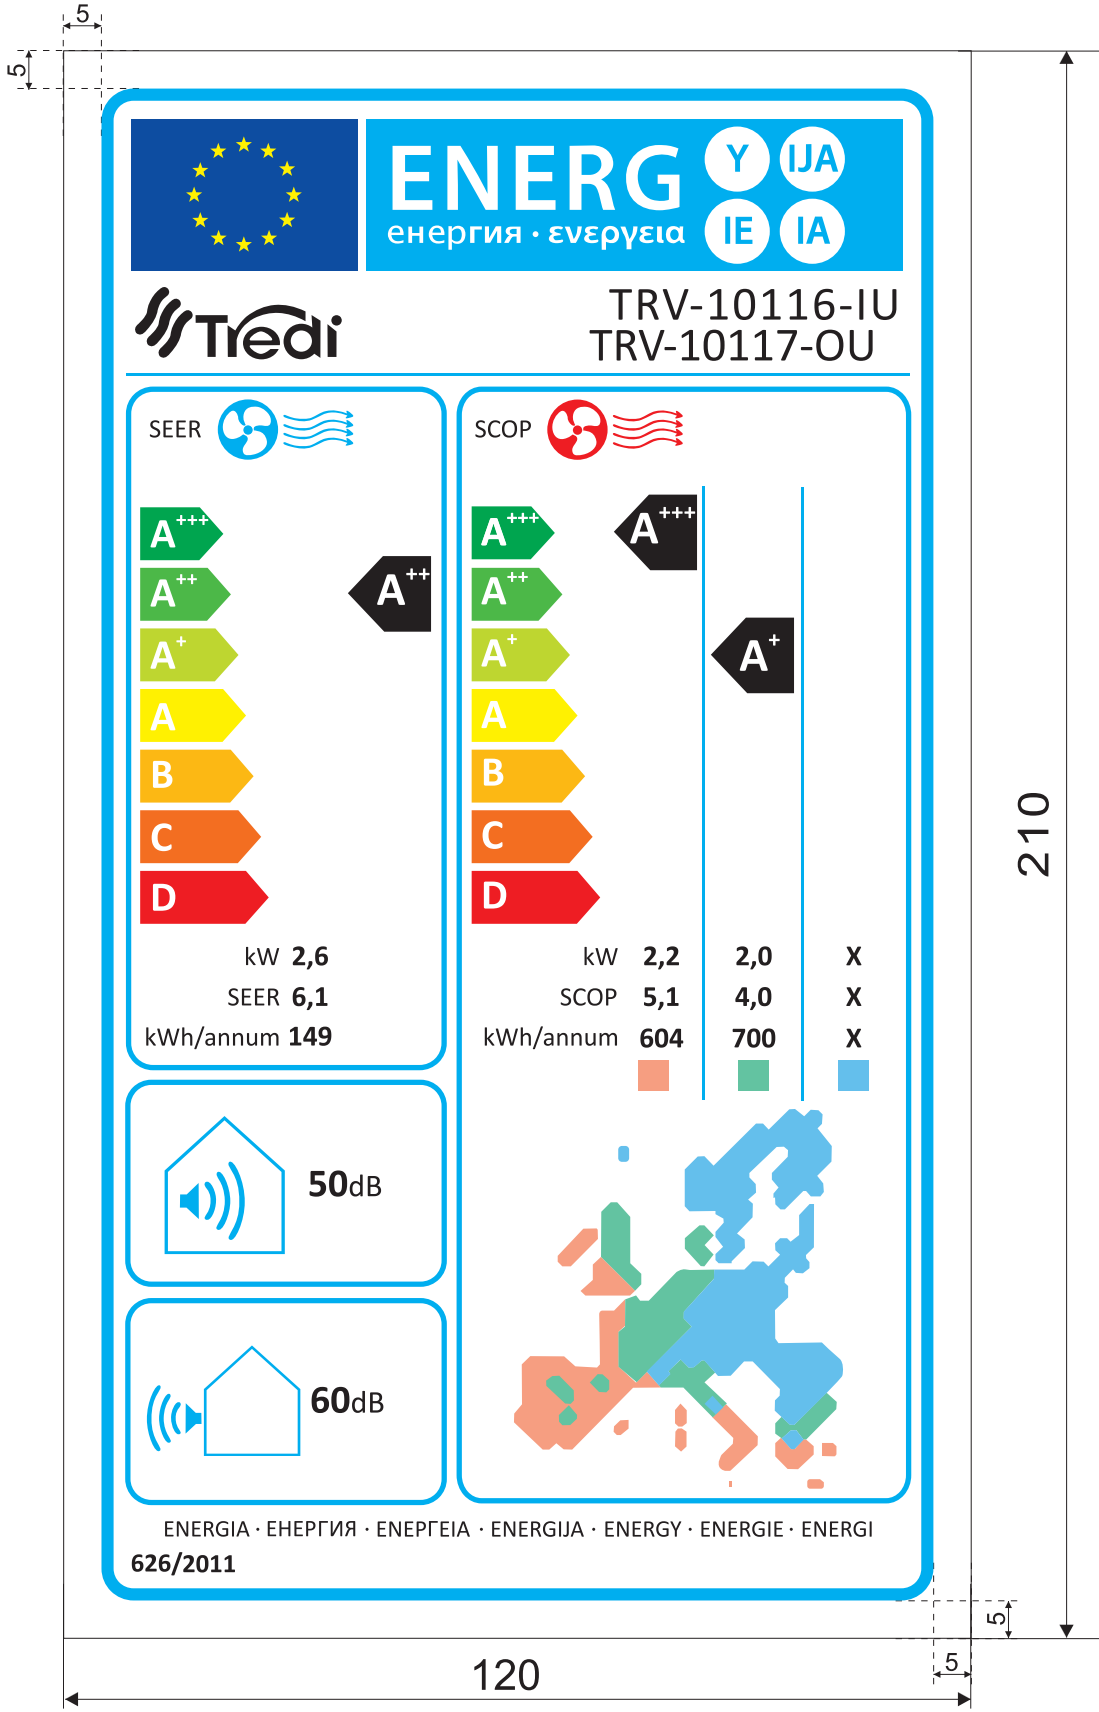 5
5
ENERG Y IJA
енергия · ενεργεια IE IA
Tredi
TRV-10116-IU
TRV-10117-OU
SEER
A+++
A++
A+
A
B
C
D
A++
kW 2,6
SEER 6,1
kWh/annum 149
SCOP
A+++
A++
A+
A
B
C
D
A+++
A+
kW 2,2 2,0 X
SCOP 5,1 4,0 X
kWh/annum 604 700 X
50dB
60dB
ENERGIA · ЕНЕРГИЯ · ΕΝΕΡΓΕΙΑ · ENERGIJA · ENERGY · ENERGIE · ENERGI
626/2011
210
5
5
120